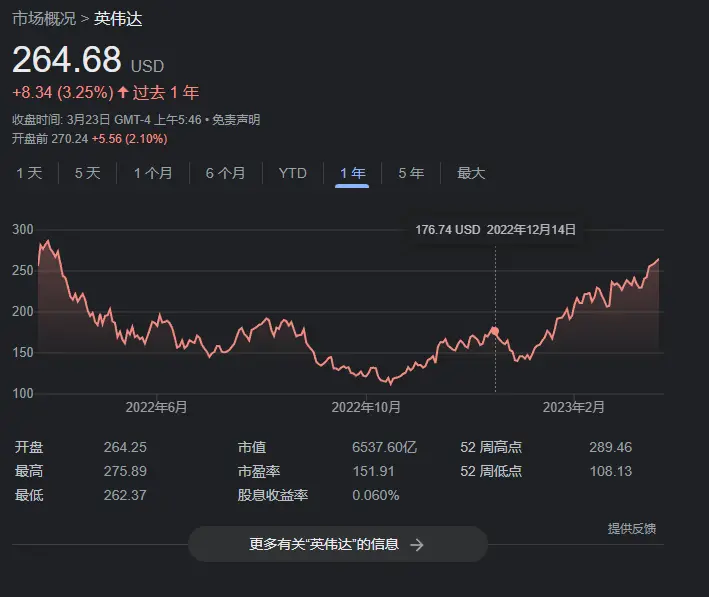 市场概况 > 英伟达
264.68 USD
+8.34 (3.25%) ↑ 过去 1 年
收盘时间: 3月23日 GMT-4 上午5:46 • 免责声明
开盘前 270.24 +5.56 (2.10%)
1 天 5 天 1 个月 6 个月 YTD 1 年 5 年 最大
176.74 USD 2022年12月14日
300
250
200
150
100
2022年6月 2022年10月 2023年2月
开盘 264.25 市值 6537.60亿 52 周高点 289.46
最高 275.89 市盈率 151.91 52 周低点 108.13
最低 262.37 股息收益率 0.060%
提供反馈
更多有关“英伟达”的信息 →